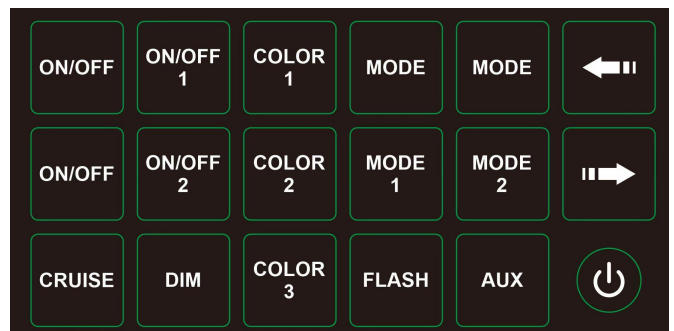 ON/OFF
ON/OFF
1
COLOR
1
MODE
MODE
ON/OFF
ON/OFF
2
COLOR
2
MODE
1
MODE
2
CRUISE
DIM
COLOR
3
FLASH
AUX